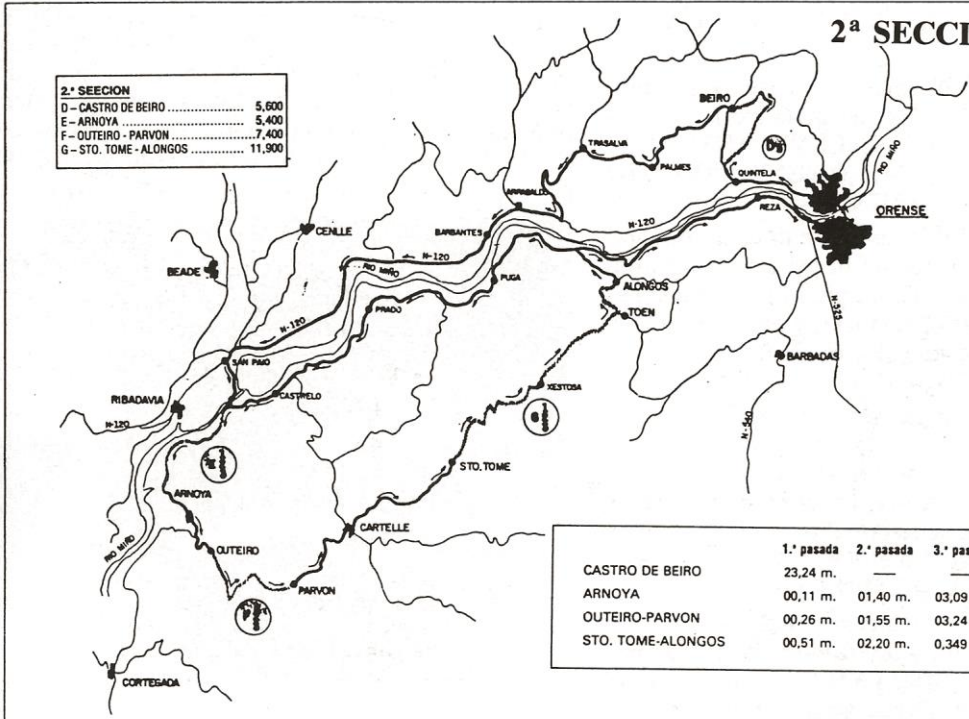 2ª SECCI
2.ª SEECION
D – CASTRO DE BEIRO ........................ 5,600
E – ARNOYA ........................ 5,400
F – OUTEIRO - PARVON ........................ 7,400
G – STO. TOME - ALONGOS ............ 11,900
BEIRO
TRASALVA
PALMES
QUINTELA
RIO MIÑO
ARRABALDO
ORENSE
REZA
N-120
BARBANTES
CENLLE
N-120
RIO MIÑO
BEADE
PUGA
ALONGOS
TOEN
PRADO
N-525
N-120
BARBADAS
SAN PAIO
CASTRELO
XESTOSA
RIBADAVIA
N-120
N-540
G
STO. TOME
ARNOYA
CARTELLE
OUTEIRO
RIO MIÑO
PARVON
CORTEGADA
1.ª pasada 2.ª pasada 3.ª pas
CASTRO DE BEIRO 23,24 m. — —
ARNOYA 00,11 m. 01,40 m. 03,09
OUTEIRO-PARVON 00,26 m. 01,55 m. 03,24
STO. TOME-ALONGOS 00,51 m. 02,20 m. 0,349